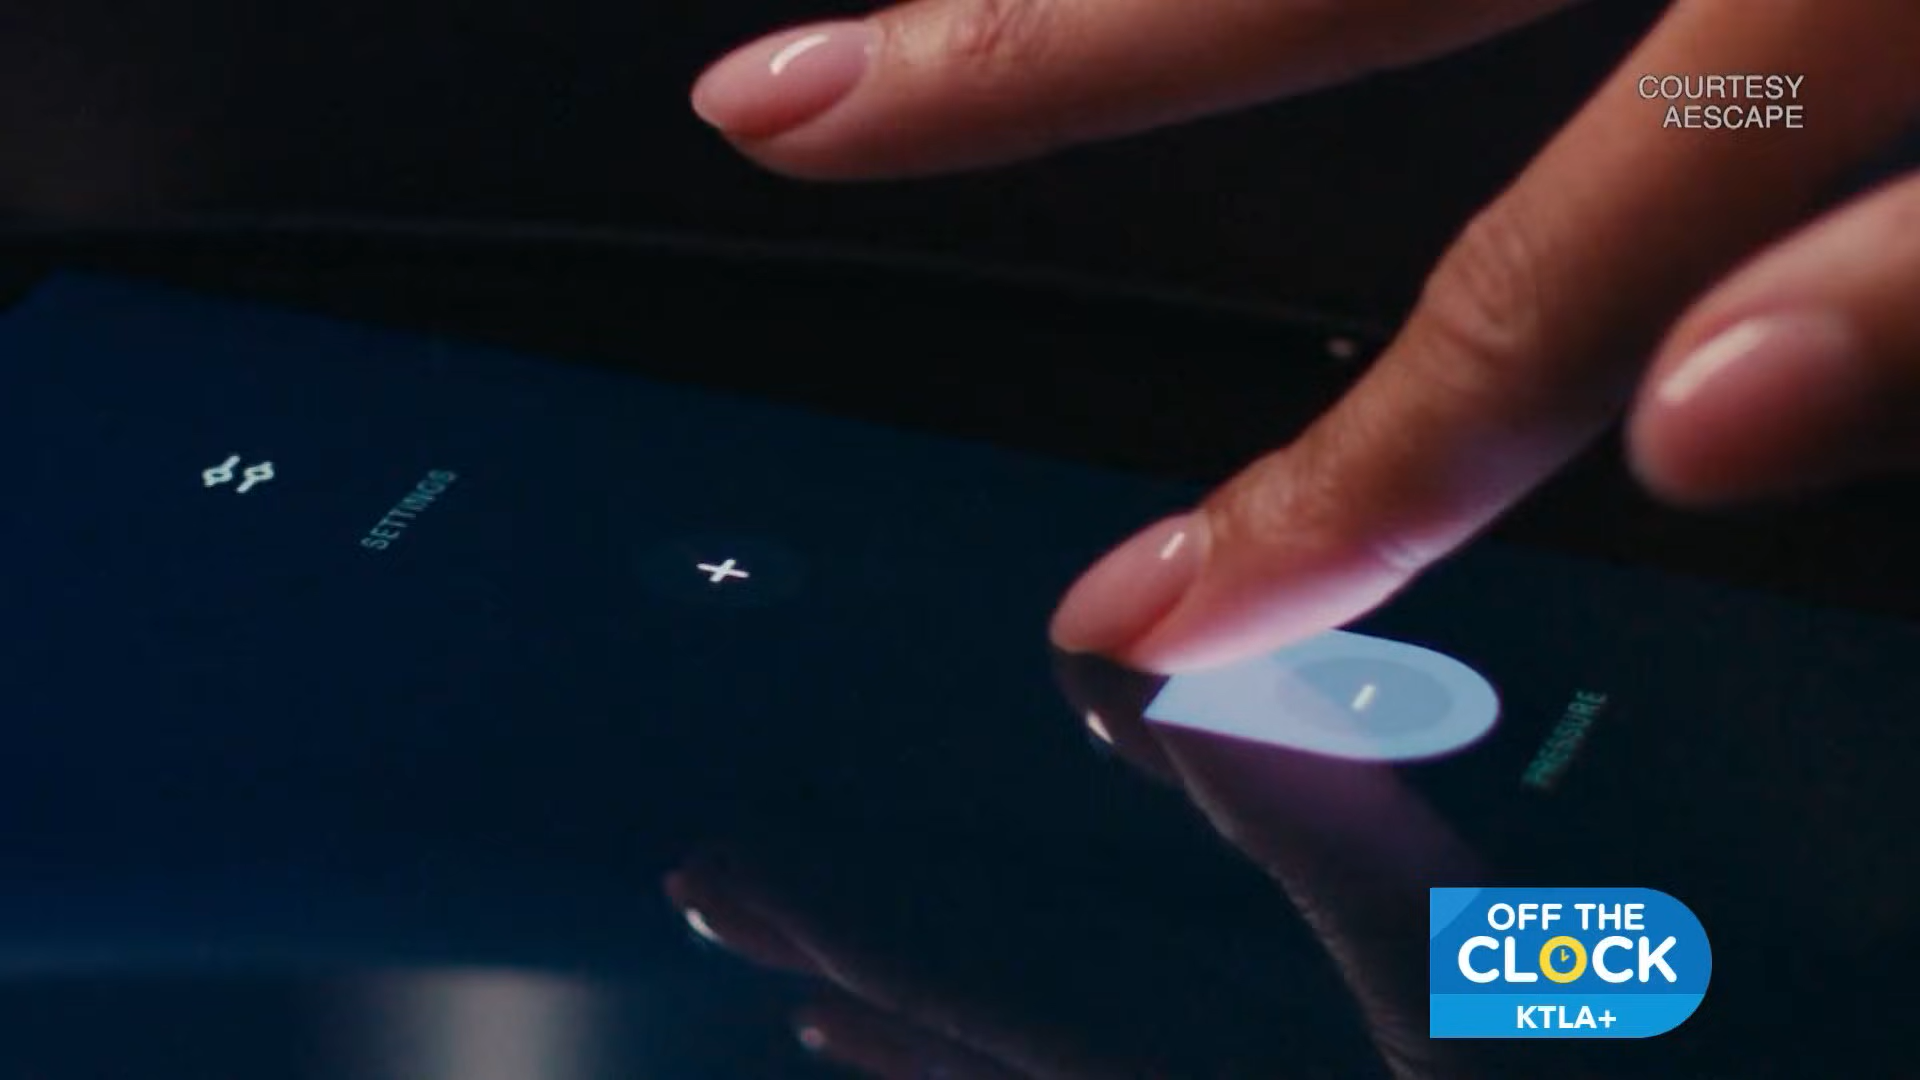 COURTESY
AESCAPE
SETTINGS
+
-
PRESSURE
OFF THE
CLOCK
KTLA+